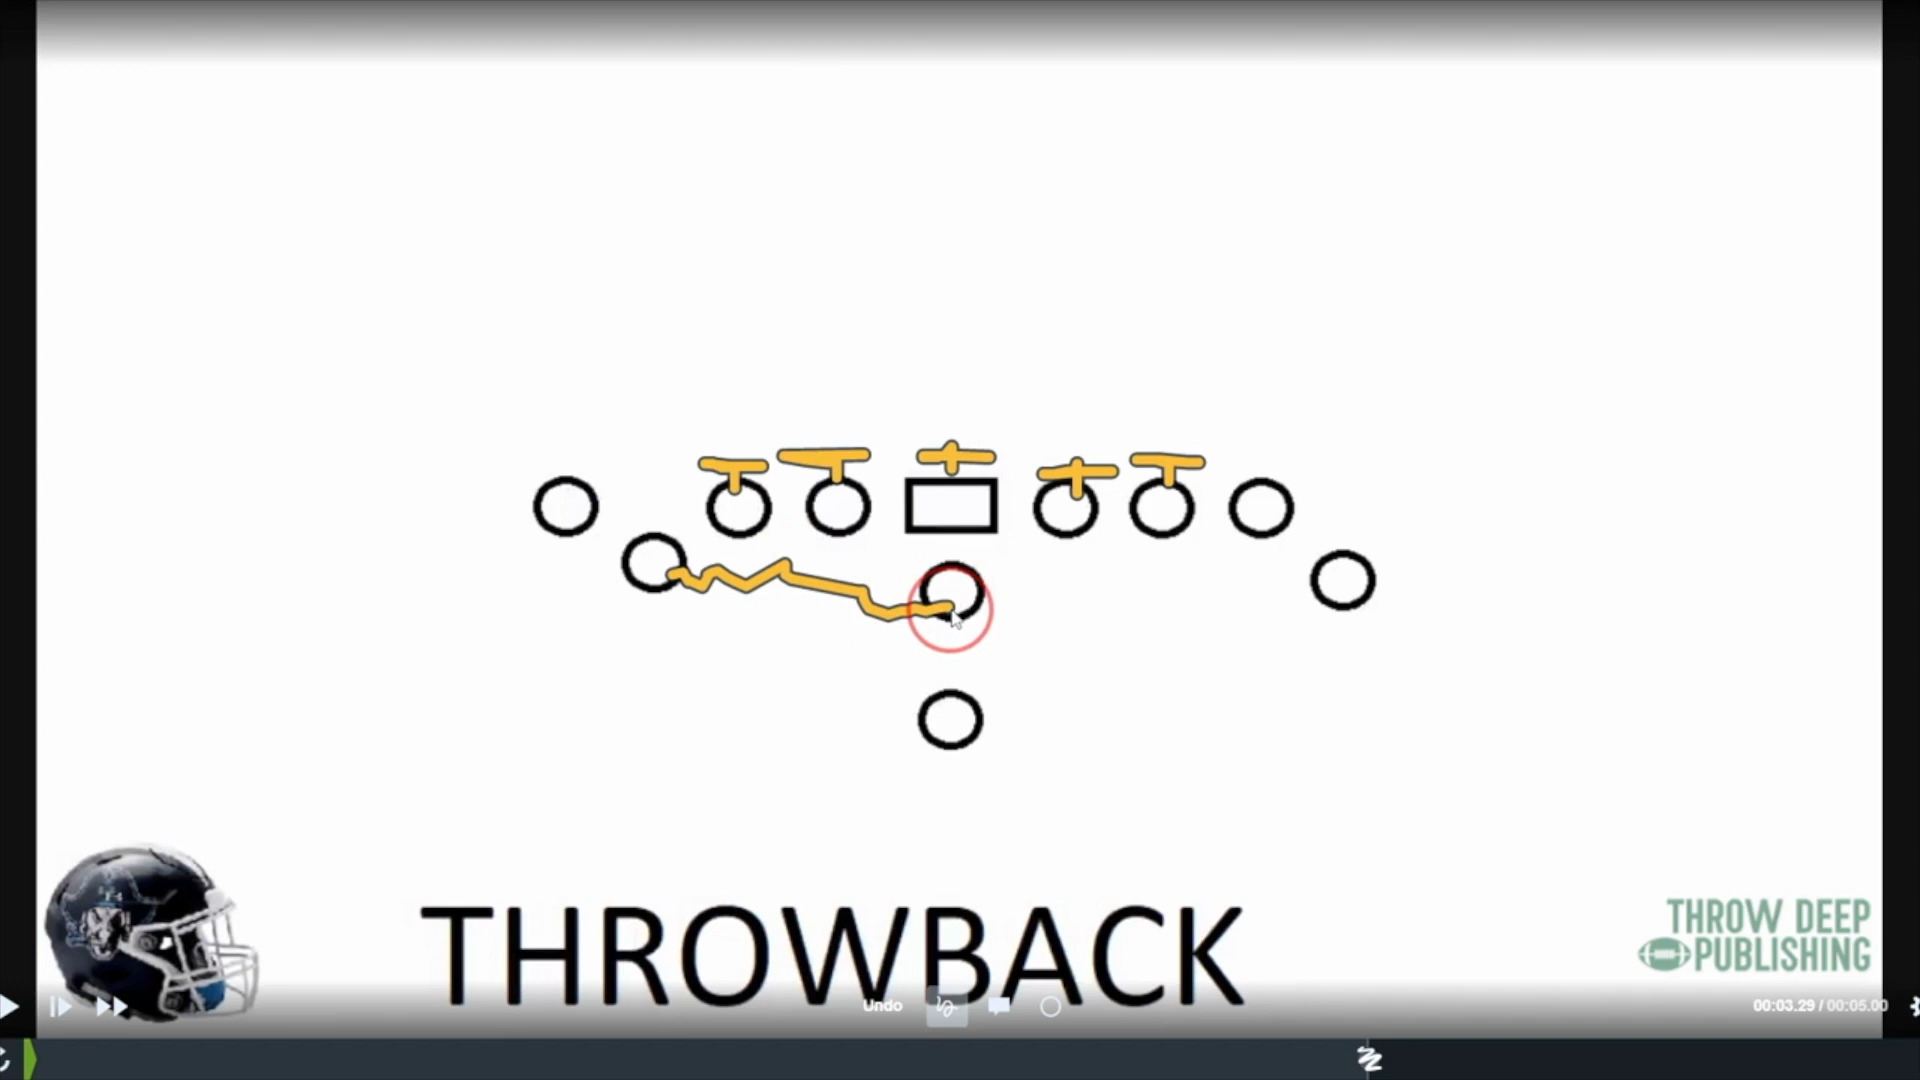 THROWBACK
THROW DEEP
PUBLISHING
Undo
00:03.29 / 00:05.00